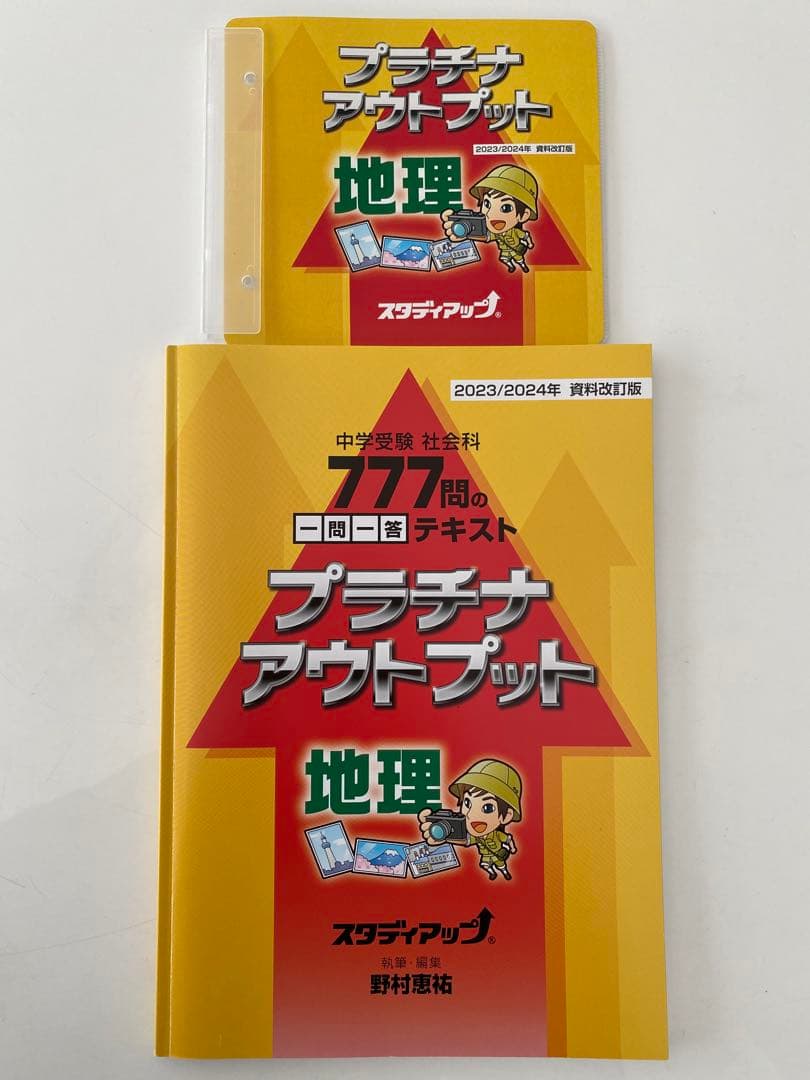 プラチナ
アウトプット
2023/2024年 資料改訂版
地理
スタディアップ®
2023/2024年 資料改訂版
中学受験 社会科
777問の
一問一答テキスト
プラチナ
アウトプット
地理
スタディアップ®
執筆・編集
野村恵祐